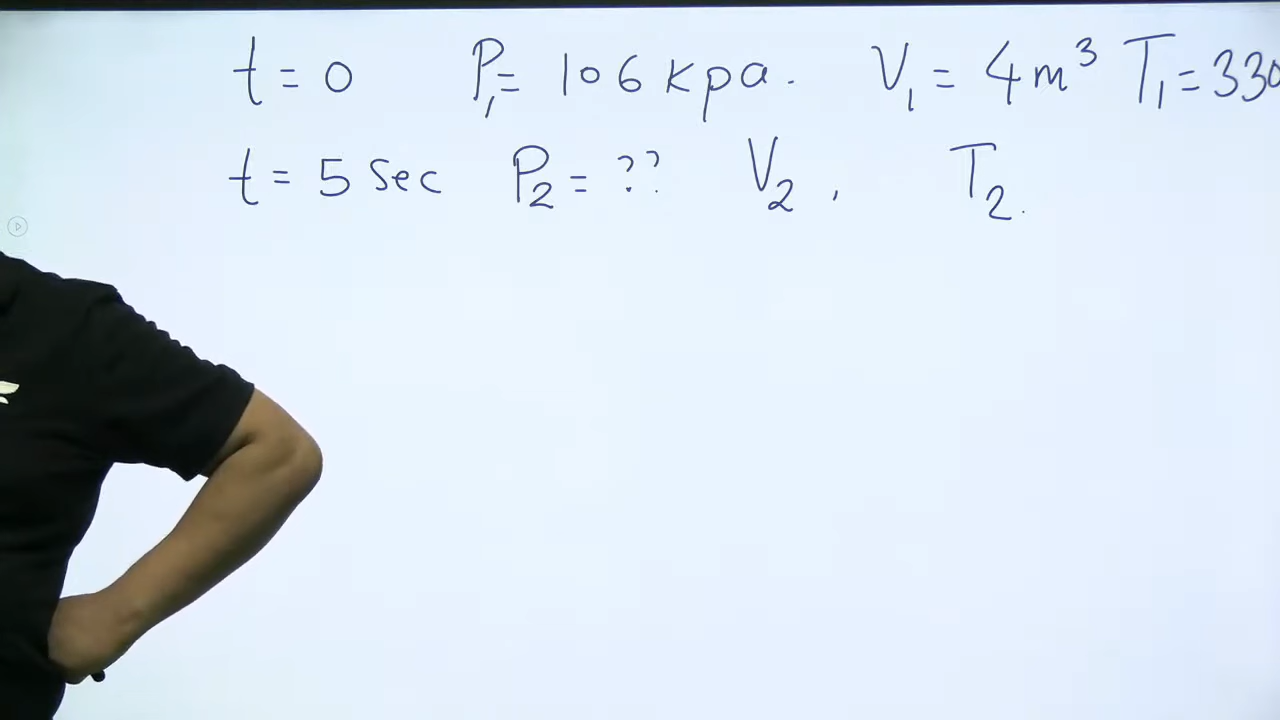 t = 0 P₁ = 106 kpa. V₁ = 4 m³ T₁ = 330
t = 5 Sec P₂ = ?? V₂ , T₂.